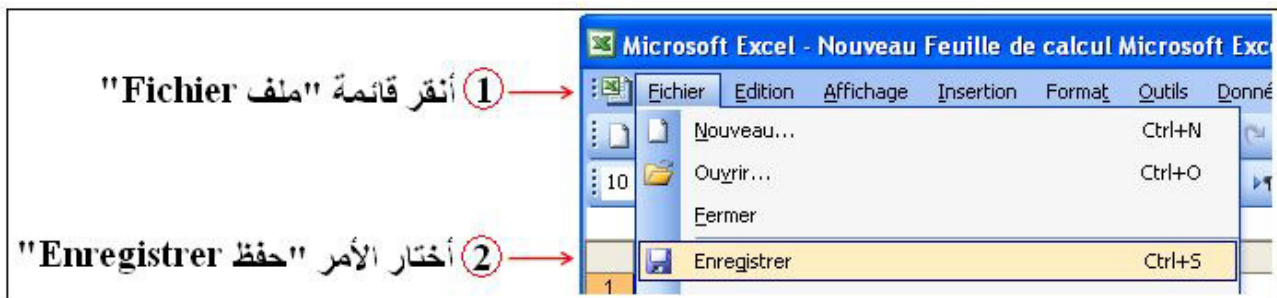 Microsoft Excel - Nouveau Feuille de calcul Microsoft Exc
1 أنقر قائمة "ملف Fichier"
Fichier Edition Affichage Insertion Format Outils Donné
Nouveau... Ctrl+N
10 Ouvrir... Ctrl+O
Fermer
2 أختار الأمر "حفظ Enregistrer"
Enregistrer Ctrl+S
1